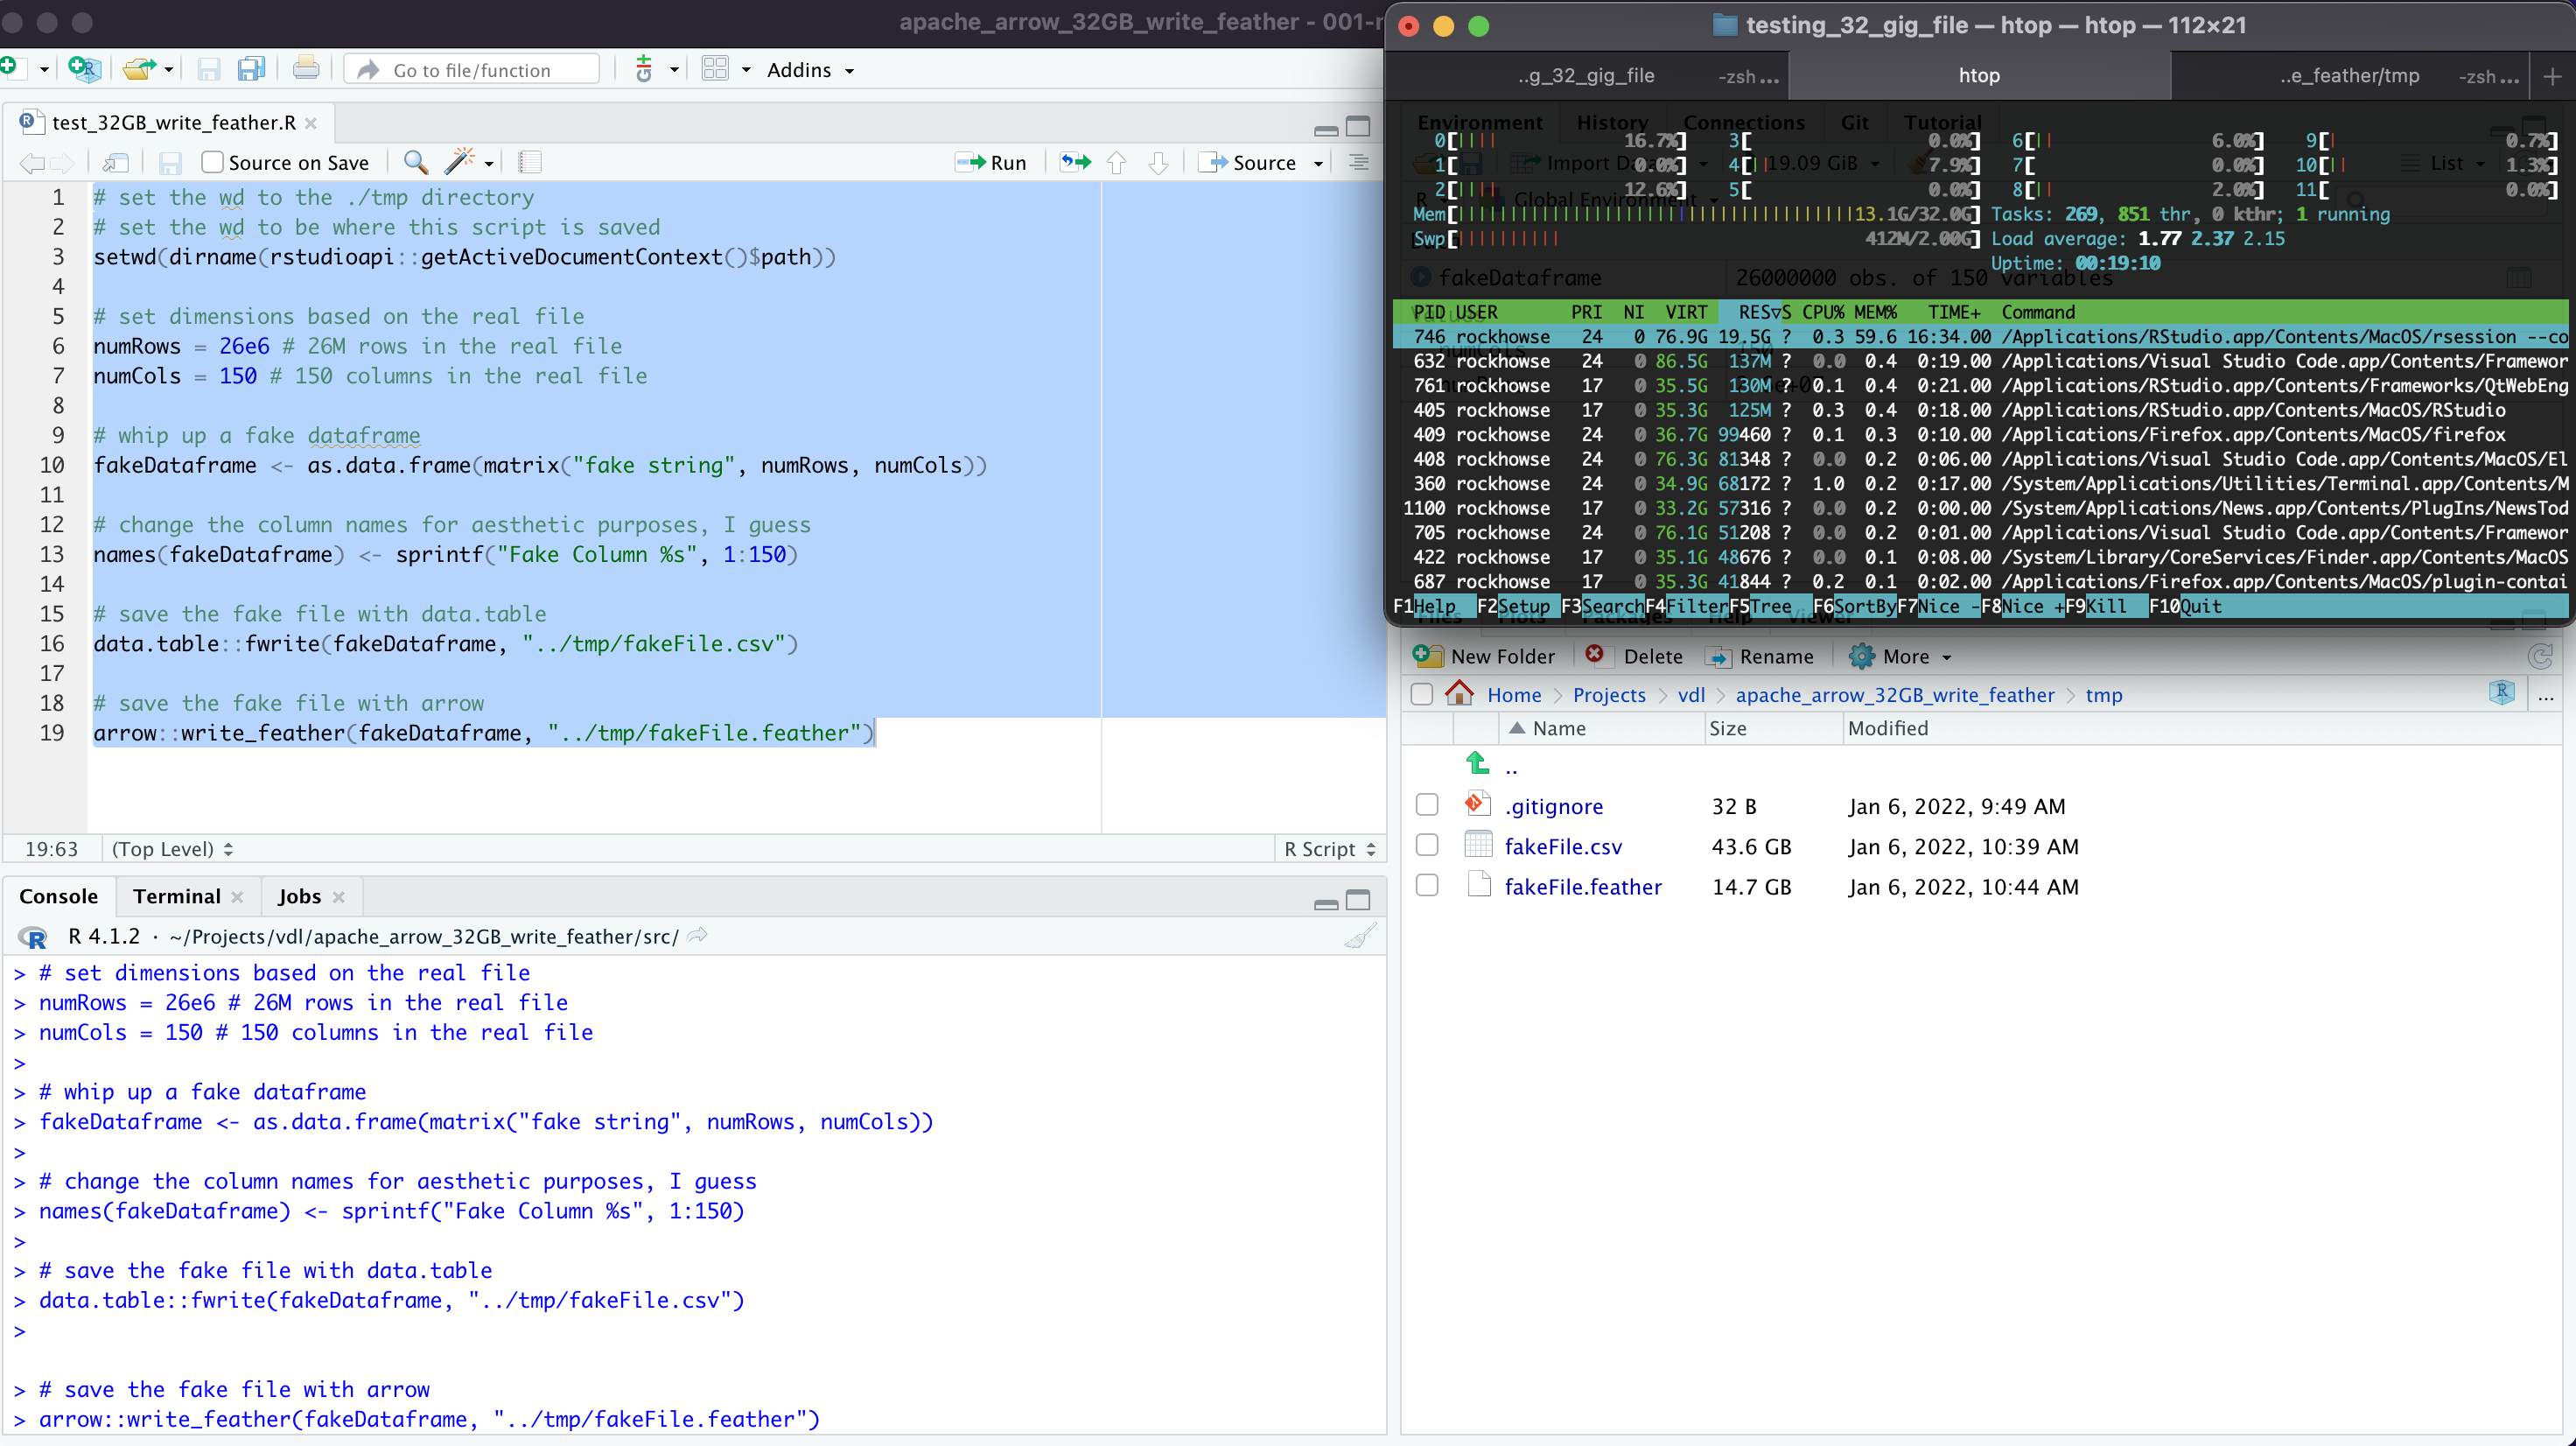 apache_arrow_32GB_write_feather - 001-r
Go to file/function
Addins
test_32GB_write_feather.R
Source on Save
Run
Source
1 # set the wd to the ./tmp directory
2 # set the wd to be where this script is saved
3 setwd(dirname(rstudioapi::getActiveDocumentContext()$path))
4
5 # set dimensions based on the real file
6 numRows = 26e6 # 26M rows in the real file
7 numCols = 150 # 150 columns in the real file
8
9 # whip up a fake dataframe
10 fakeDataframe <- as.data.frame(matrix("fake string", numRows, numCols))
11
12 # change the column names for aesthetic purposes, I guess
13 names(fakeDataframe) <- sprintf("Fake Column %s", 1:150)
14
15 # save the fake file with data.table
16 data.table::fwrite(fakeDataframe, "../tmp/fakeFile.csv")
17
18 # save the fake file with arrow
19 arrow::write_feather(fakeDataframe, "../tmp/fakeFile.feather")
19:63 (Top Level) R Script
Console Terminal Jobs
R 4.1.2 · ~/Projects/vdl/apache_arrow_32GB_write_feather/src/
> # set dimensions based on the real file
> numRows = 26e6 # 26M rows in the real file
> numCols = 150 # 150 columns in the real file
>
> # whip up a fake dataframe
> fakeDataframe <- as.data.frame(matrix("fake string", numRows, numCols))
>
> # change the column names for aesthetic purposes, I guess
> names(fakeDataframe) <- sprintf("Fake Column %s", 1:150)
>
> # save the fake file with data.table
> data.table::fwrite(fakeDataframe, "../tmp/fakeFile.csv")
>
> # save the fake file with arrow
> arrow::write_feather(fakeDataframe, "../tmp/fakeFile.feather")
testing_32_gig_file — htop — htop — 112×21
..g_32_gig_file -zsh ... htop ..e_feather/tmp -zsh ...
Environment History Connections Git Tutorial
0[|||| 16.7%] 3[ 0.0%] 6[|| 6.0%] 9[| 0.7%]
1[ 0.0%] 4[|| 7.9%] 7[ 0.0%] 10[|| 1.3%]
2[|||| 12.6%] 5[ 0.0%] 8[|| 2.0%] 11[ 0.0%]
19.09 GiB List
Global Environment
Mem[13.1G/32.0G] Tasks: 269, 851 thr, 0 kthr; 1 running
Swp[412M/2.00G] Load average: 1.77 2.37 2.15
Uptime: 00:19:10
fakeDataframe 26000000 obs. of 150 variables
PID USER PRI NI VIRT RES▽S CPU% MEM% TIME+ Command
746 rockhowse 24 0 76.9G 19.5G ? 0.3 59.6 16:34.00 /Applications/RStudio.app/Contents/MacOS/rsession --co
632 rockhowse 24 0 86.5G 137M ? 0.0 0.4 0:19.00 /Applications/Visual Studio Code.app/Contents/Framewor
761 rockhowse 17 0 35.5G 130M ? 0.1 0.4 0:21.00 /Applications/RStudio.app/Contents/Frameworks/QtWebEng
405 rockhowse 17 0 35.3G 125M ? 0.3 0.4 0:18.00 /Applications/RStudio.app/Contents/MacOS/RStudio
409 rockhowse 24 0 36.7G 99460 ? 0.1 0.3 0:10.00 /Applications/Firefox.app/Contents/MacOS/firefox
408 rockhowse 24 0 76.3G 81348 ? 0.0 0.2 0:06.00 /Applications/Visual Studio Code.app/Contents/MacOS/El
360 rockhowse 24 0 34.9G 68172 ? 1.0 0.2 0:17.00 /System/Applications/Utilities/Terminal.app/Contents/M
1100 rockhowse 17 0 33.2G 57316 ? 0.0 0.2 0:00.00 /System/Applications/News.app/Contents/PlugIns/NewsTod
705 rockhowse 24 0 76.1G 51208 ? 0.0 0.2 0:01.00 /Applications/Visual Studio Code.app/Contents/Framewor
422 rockhowse 17 0 35.1G 48676 ? 0.0 0.1 0:08.00 /System/Library/CoreServices/Finder.app/Contents/MacOS
687 rockhowse 17 0 35.3G 41844 ? 0.2 0.1 0:02.00 /Applications/Firefox.app/Contents/MacOS/plugin-contai
F1Help F2Setup F3SearchF4FilterF5Tree F6SortByF7Nice -F8Nice +F9Kill F10Quit
Files Plots Packages Help Viewer
New Folder Delete Rename More
Home Projects vdl apache_arrow_32GB_write_feather tmp ...
Name Size Modified
..
.gitignore 32 B Jan 6, 2022, 9:49 AM
fakeFile.csv 43.6 GB Jan 6, 2022, 10:39 AM
fakeFile.feather 14.7 GB Jan 6, 2022, 10:44 AM